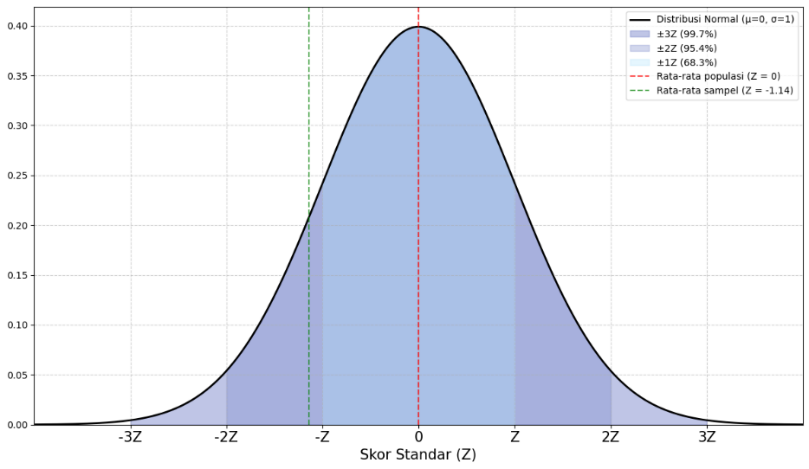 Distribusi Normal (μ=0, σ=1)
±3Z (99.7%)
±2Z (95.4%)
±1Z (68.3%)
Rata-rata populasi (Z = 0)
Rata-rata sampel (Z = -1.14)
0.40
0.35
0.30
0.25
0.20
0.15
0.10
0.05
0.00
-3Z -2Z -Z 0 Z 2Z 3Z
Skor Standar (Z)